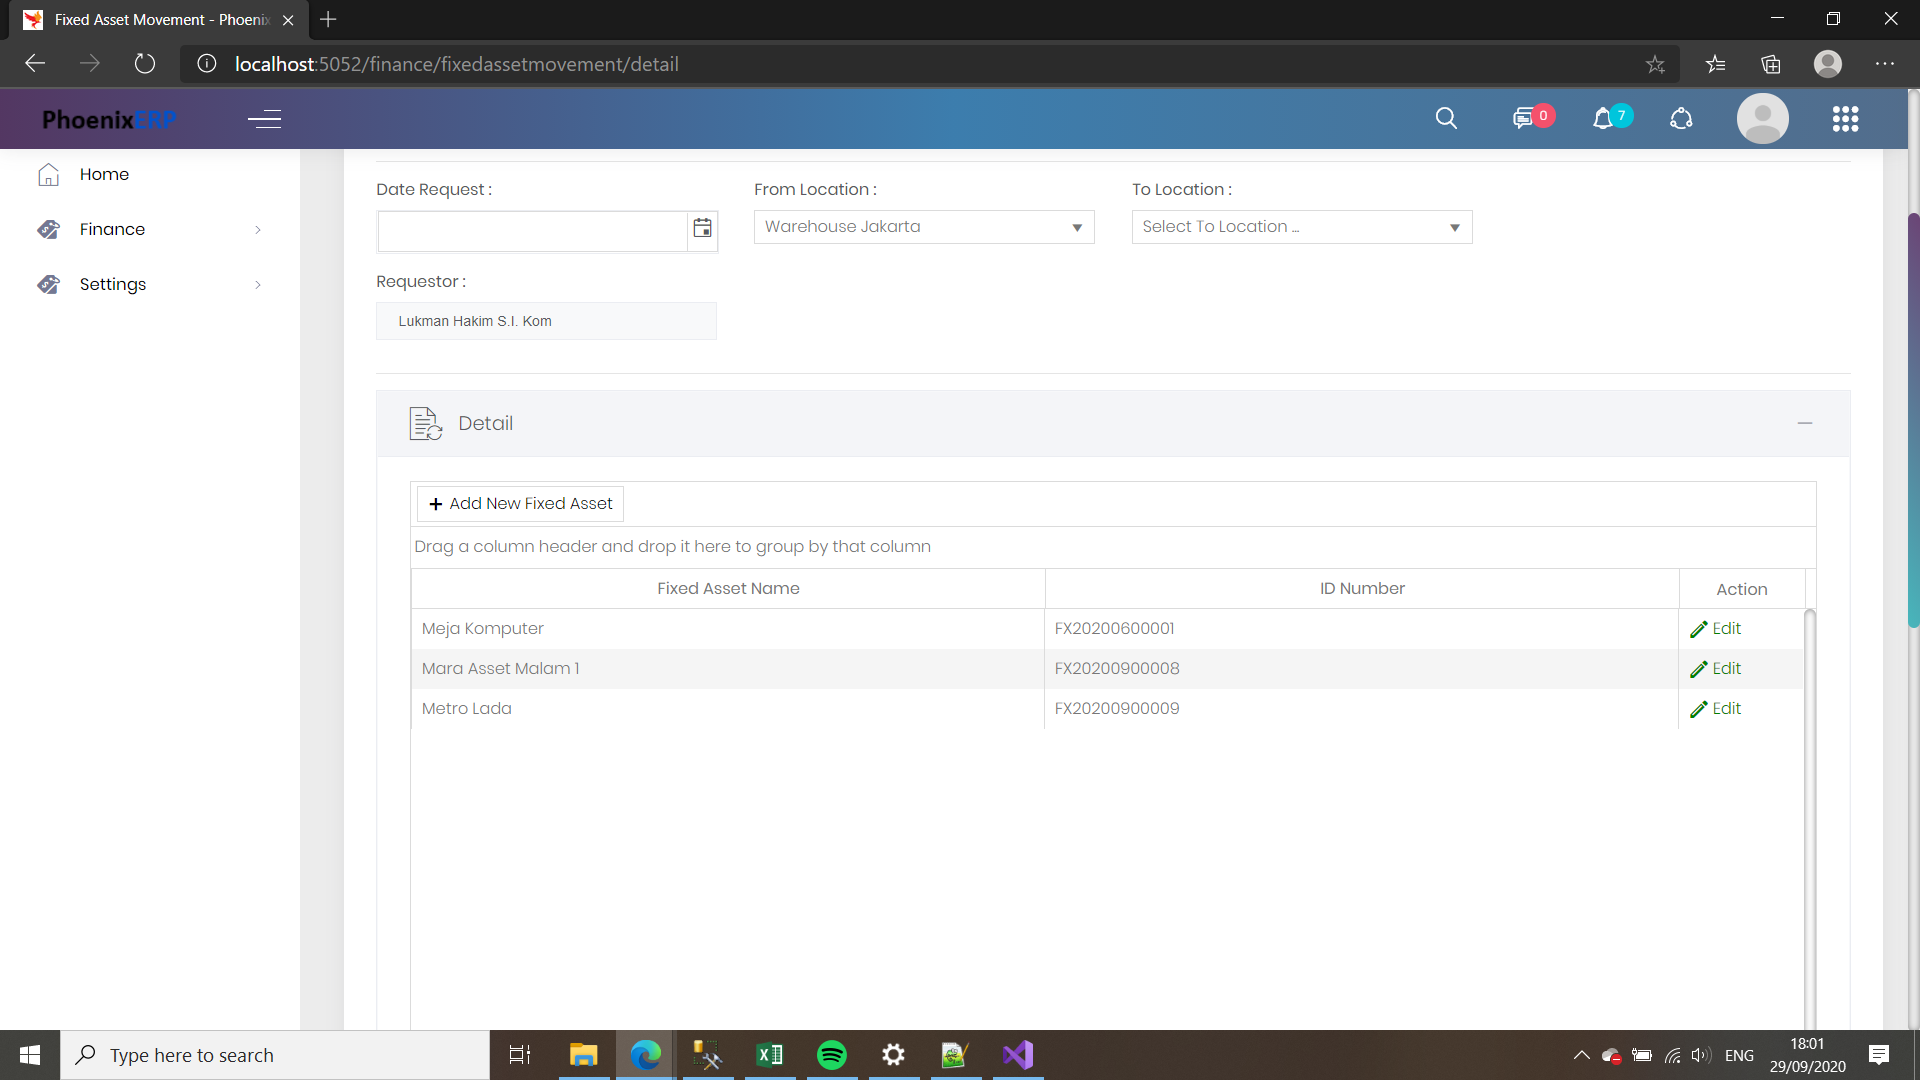 Fixed Asset Movement - Phoenix
localhost:5052/finance/fixedassetmovement/detail
PhoenixERP
0
7
Home
Finance
Settings
Date Request :
From Location :
To Location :
Warehouse Jakarta
Select To Location ...
Requestor :
Lukman Hakim S.I. Kom
Detail
+ Add New Fixed Asset
Drag a column header and drop it here to group by that column
Fixed Asset Name ID Number Action
Meja Komputer FX20200600001 Edit
Mara Asset Malam 1 FX20200900008 Edit
Metro Lada FX20200900009 Edit
Type here to search
ENG
18:01
29/09/2020